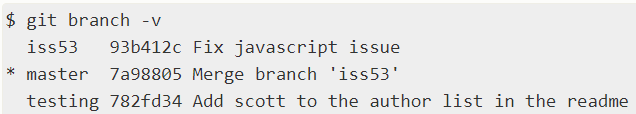 $ git branch -v
  iss53   93b412c Fix javascript issue
* master  7a98805 Merge branch 'iss53'
  testing 782fd34 Add scott to the author list in the readme